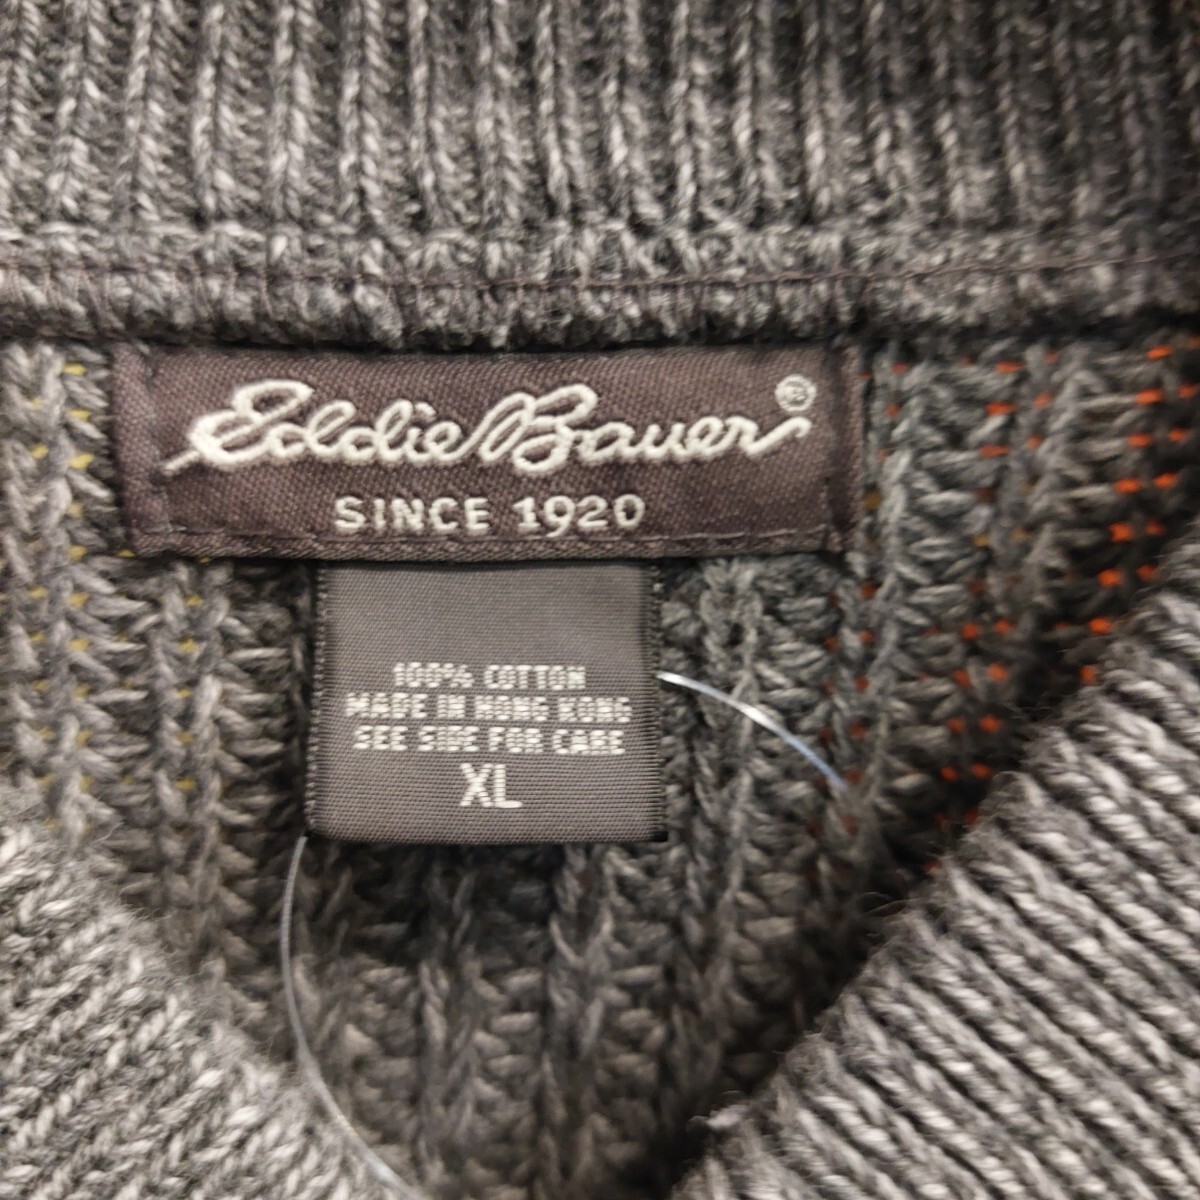 Eddie Bauer®
SINCE 1920
100% COTTON
MADE IN HONG KONG
SEE SIDE FOR CARE
XL